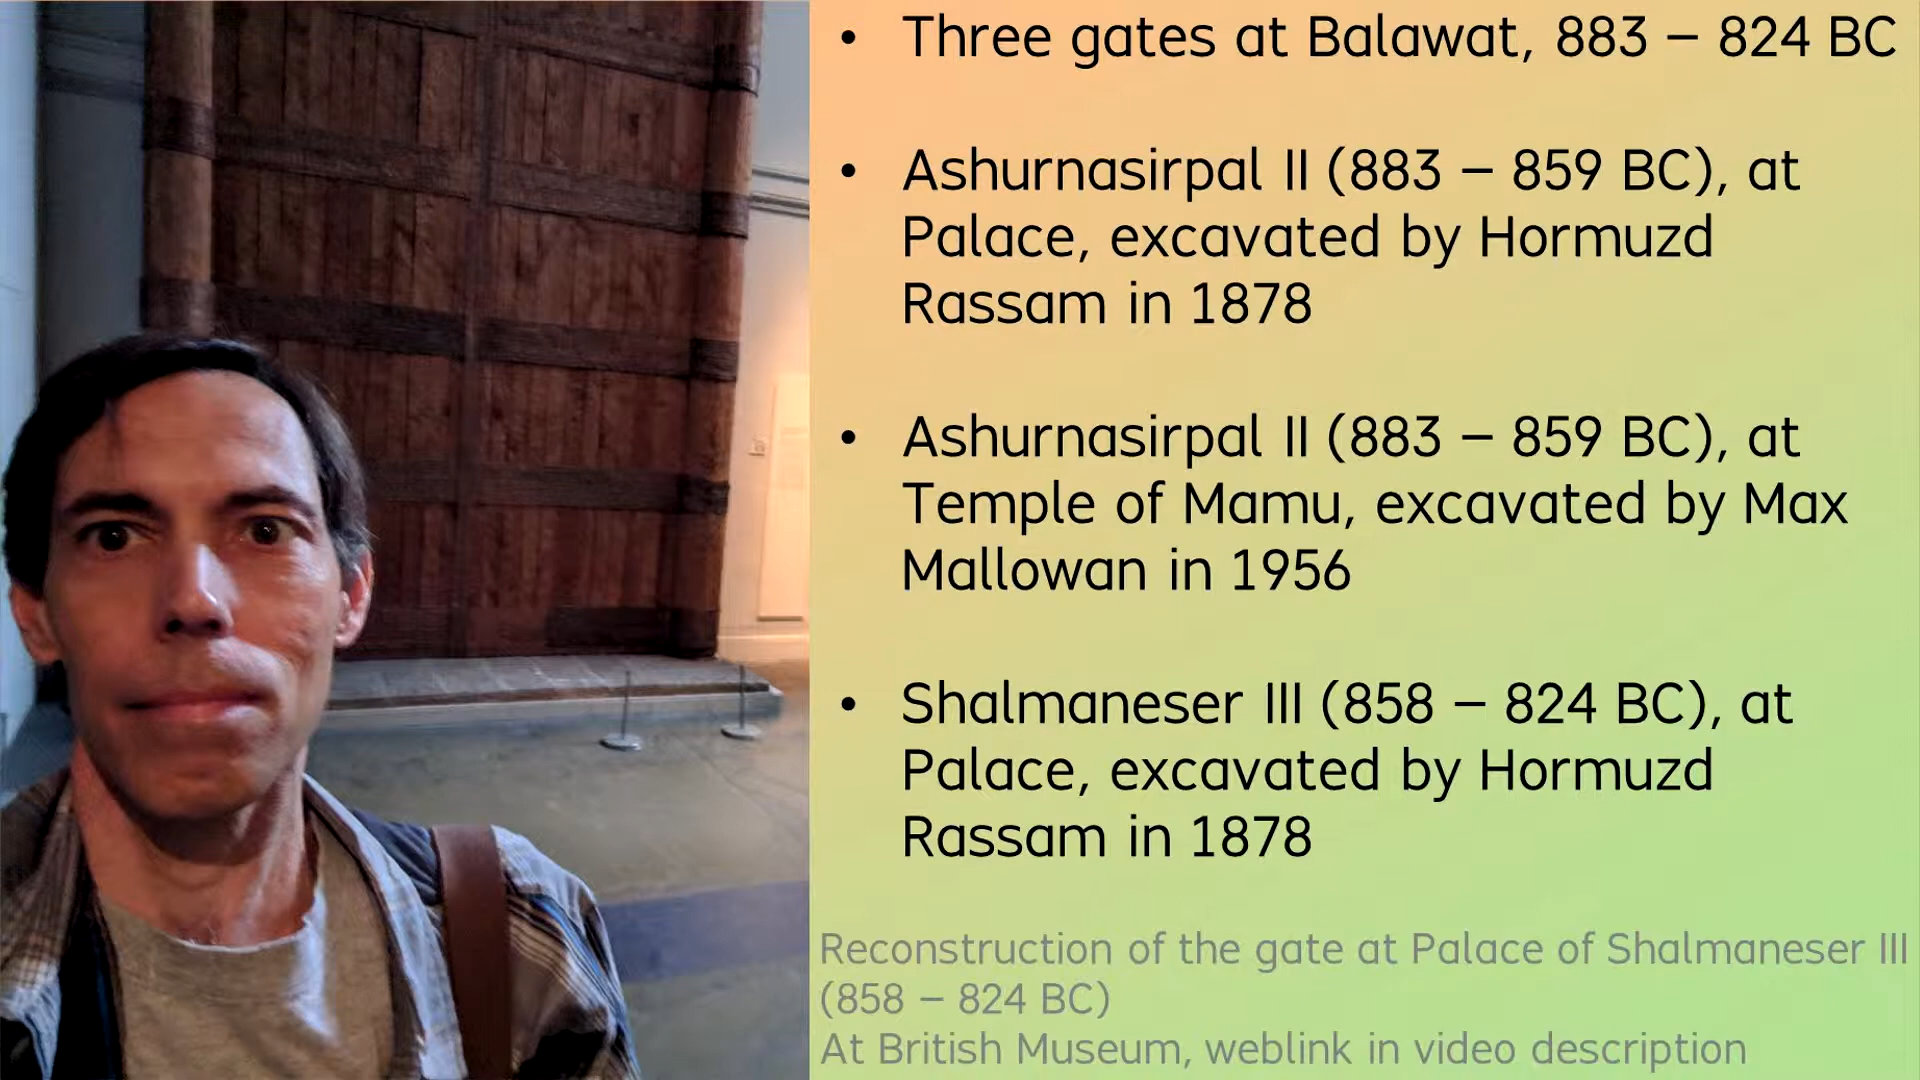 • Three gates at Balawat, 883 – 824 BC
• Ashurnasirpal II (883 – 859 BC), at
Palace, excavated by Hormuzd
Rassam in 1878
• Ashurnasirpal II (883 – 859 BC), at
Temple of Mamu, excavated by Max
Mallowan in 1956
• Shalmaneser III (858 – 824 BC), at
Palace, excavated by Hormuzd
Rassam in 1878
Reconstruction of the gate at Palace of Shalmaneser III
(858 – 824 BC)
At British Museum, weblink in video description